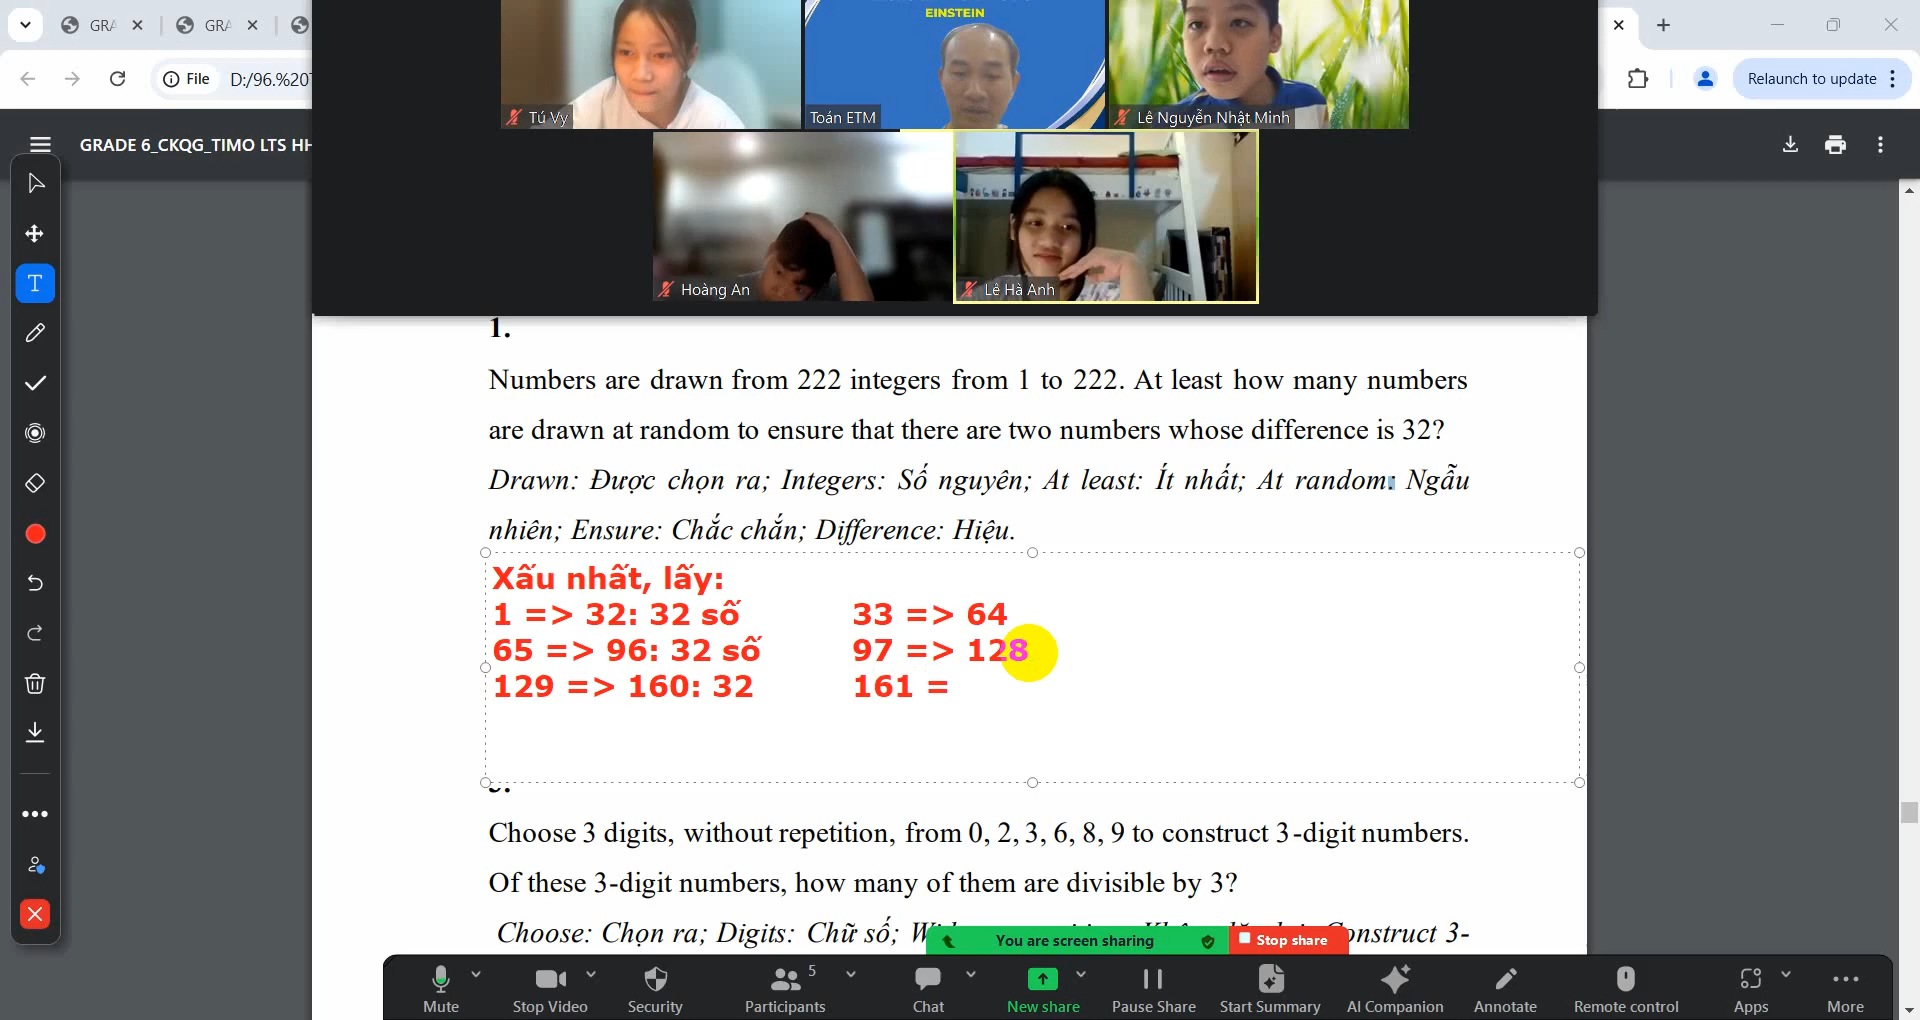 GRA
GRA
File
D:/96.%20T
Relaunch to update
GRADE 6_CKQG_TIMO LTS HH
EINSTEIN
Tú Vy
Toán ETM
Lê Nguyễn Nhật Minh
Hoàng An
Lê Hà Anh
1.
Numbers are drawn from 222 integers from 1 to 222. At least how many numbers
are drawn at random to ensure that there are two numbers whose difference is 32?
Drawn: Được chọn ra; Integers: Số nguyên; At least: Ít nhất; At random: Ngẫu
nhiên; Ensure: Chắc chắn; Difference: Hiệu.
Xấu nhất, lấy:
1 => 32: 32 số 33 => 64
65 => 96: 32 số 97 => 128
129 => 160: 32 161 =
Choose 3 digits, without repetition, from 0, 2, 3, 6, 8, 9 to construct 3-digit numbers.
Of these 3-digit numbers, how many of them are divisible by 3?
Choose: Chọn ra; Digits: Chữ số; Construct 3-
You are screen sharing
Stop share
Mute
Stop Video
Security
Participants
5
Chat
New share
Pause Share
Start Summary
AI Companion
Annotate
Remote control
Apps
More